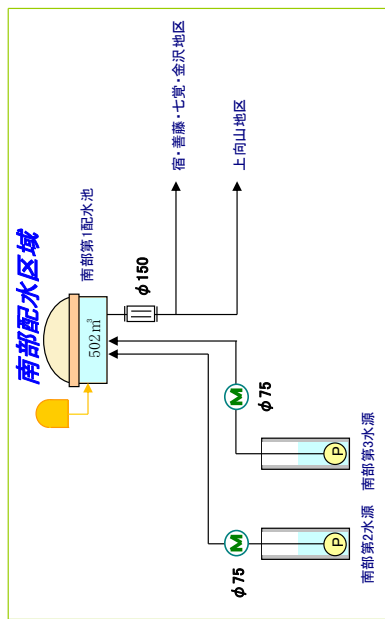 南部配水区域
南部第1配水池
502m³
φ150
宿・善藤・七覚・金沢地区
上向山地区
M
φ75
M
φ75
P
南部第3水源
P
南部第2水源